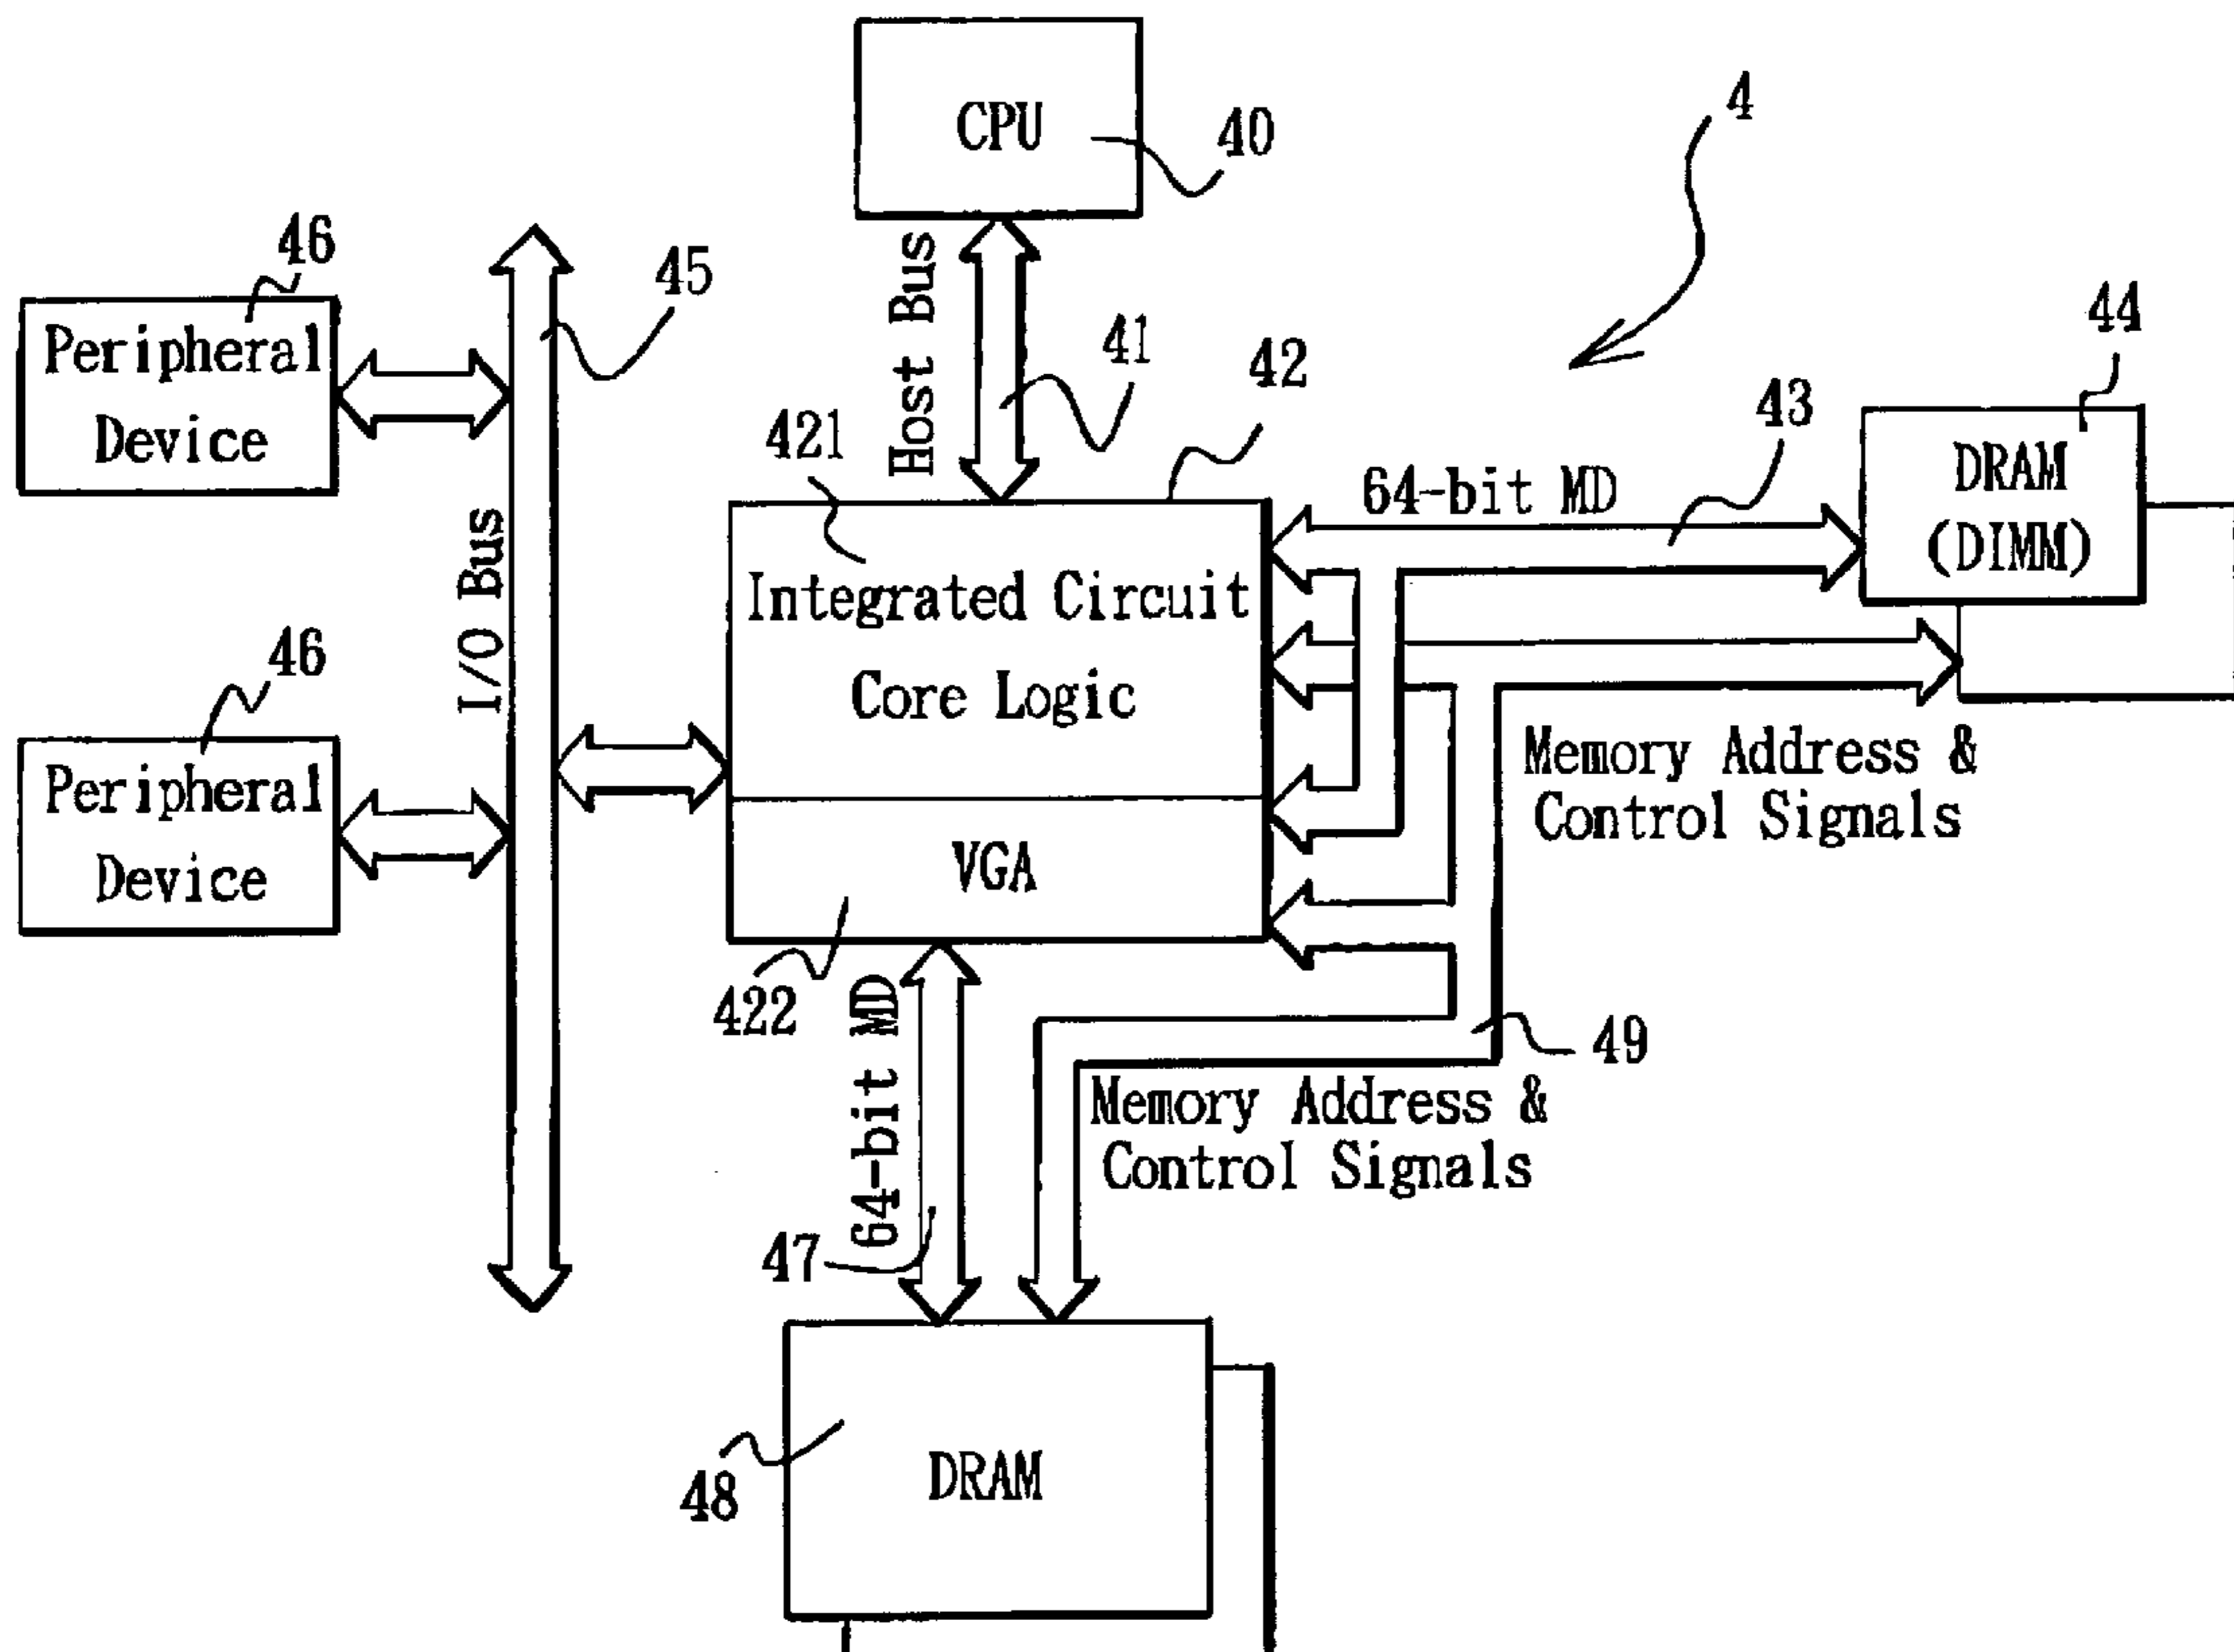 CPU
40
4
46
45
Host Bus
41
42
44
Peripheral
Device
421
43
64-bit MD
DRAM
(DIMM)
I/O Bus
Integrated Circuit
Core Logic
46
Peripheral
Device
Memory Address &
Control Signals
VGA
422
64-bit MD
49
Memory Address &
Control Signals
47
48
DRAM